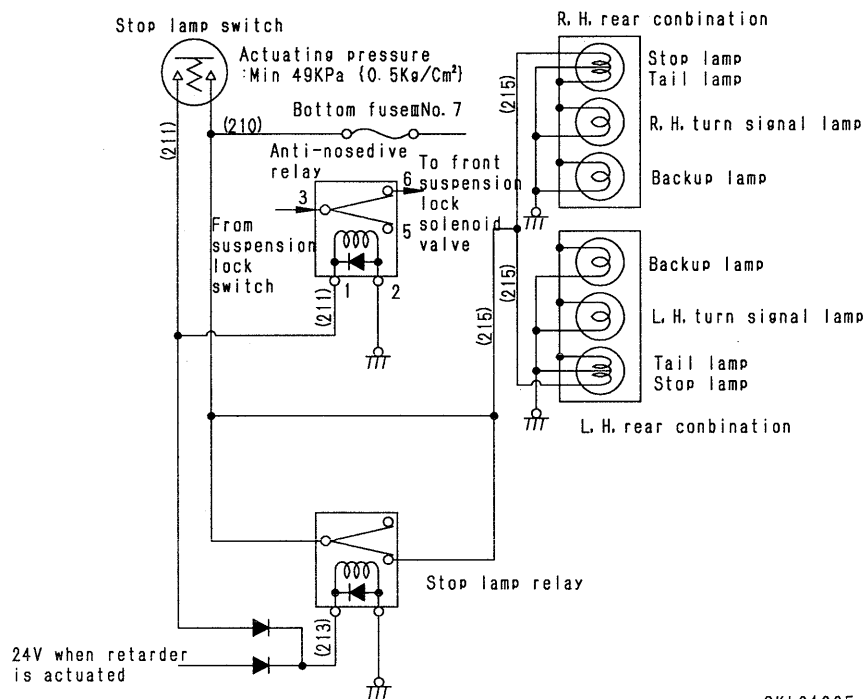 Stop lamp switch
Actuating pressure
:Min 49KPa {0.5Kg/Cm²}
(211)
(210)
Bottom fuse No.7
Anti-nosedive
relay
3
6
5
1
2
To front
suspension
lock
solenoid
valve
From
suspension
lock
switch
(211)
(215)
(215)
(215)
R.H. rear combination
Stop lamp
Tail lamp
R.H. turn signal lamp
Backup lamp
Backup lamp
L.H. turn signal lamp
Tail lamp
Stop lamp
L.H. rear combination
Stop lamp relay
(213)
24V when retarder
is actuated